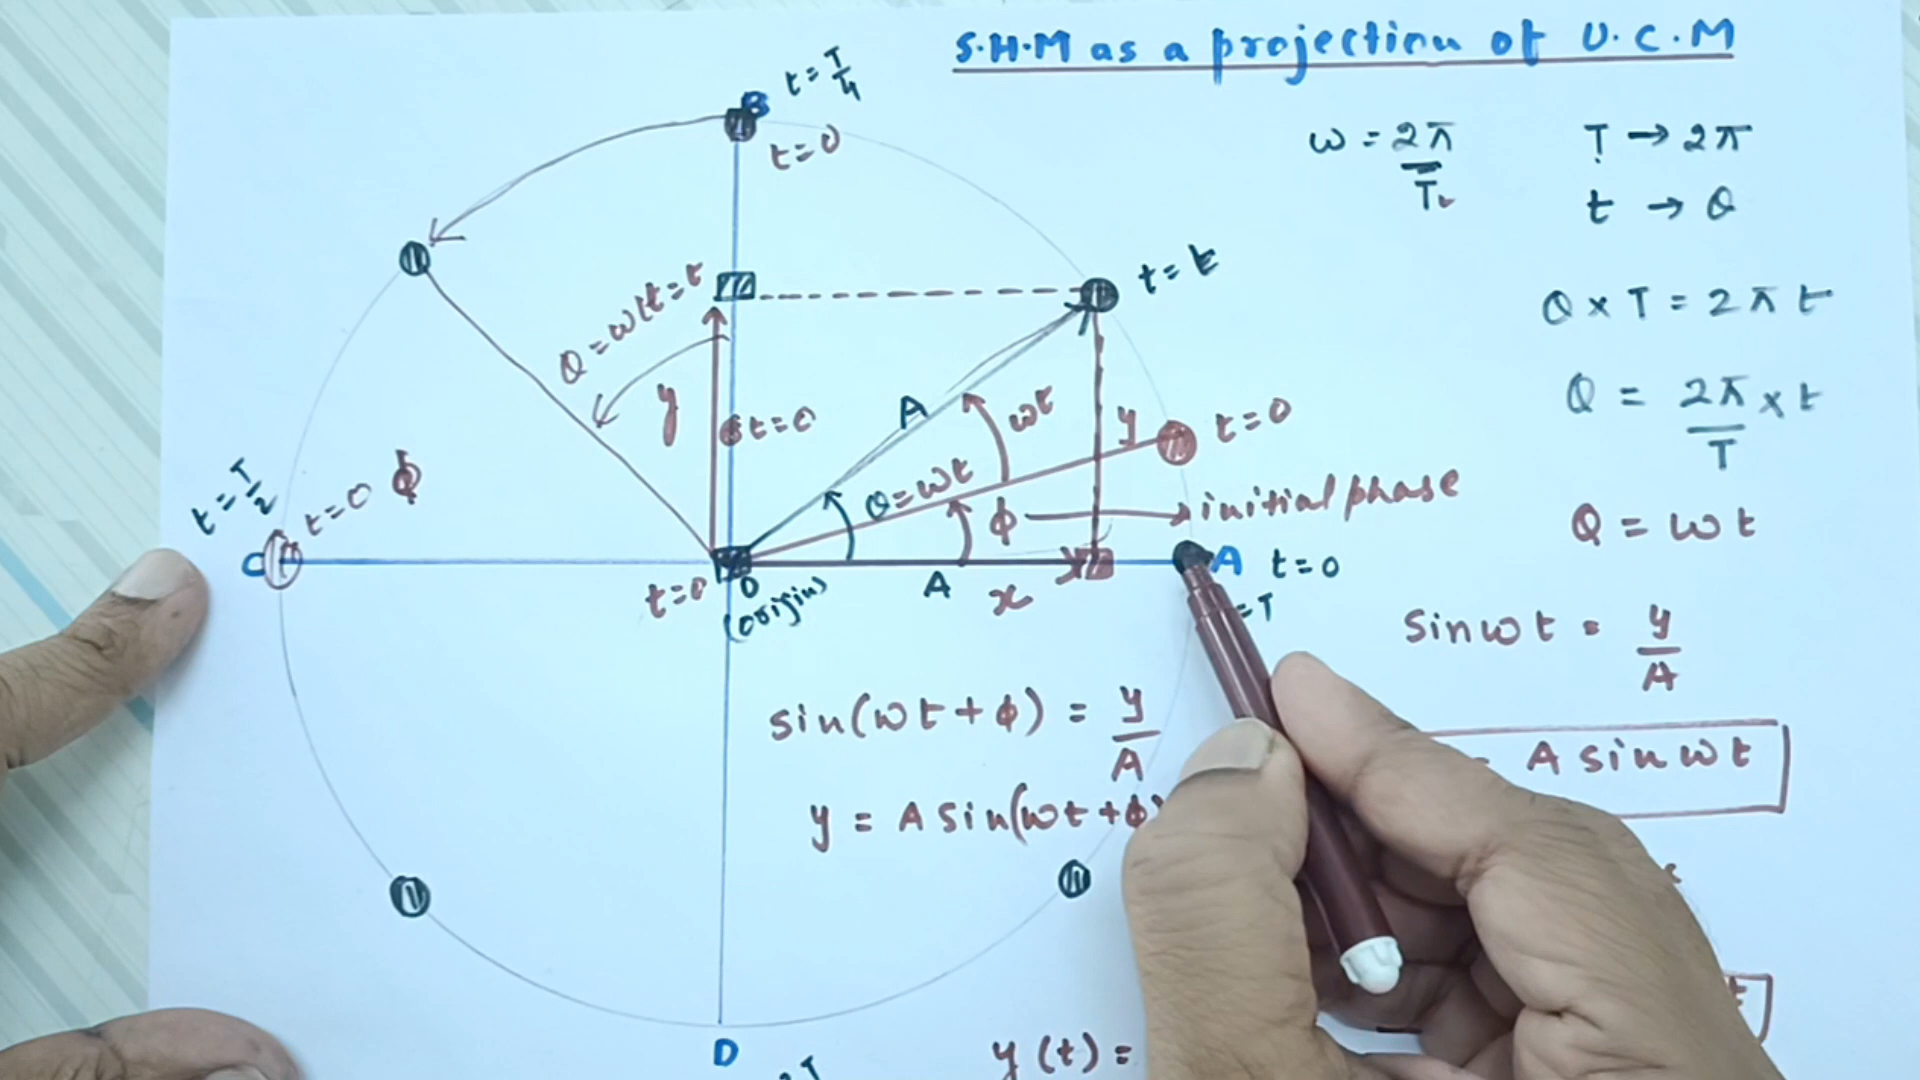 S.H.M as a projection of U.C.M
t = T/4
B
t=0
ω = 2π/T
T → 2π
t → θ
t = t
θ = ωt
t = t
θ × T = 2π t
y
A
ωt
y
t=0
t=0
θ = 2π/T × t
t = T/2
t=0
ϕ
θ = ωt
ϕ → initial phase
θ = ωt
C
t=0
O
(origin)
A
x
A
t=0
=T
sin ωt = y/A
sin(ωt+ϕ) = y/A
= A sin ωt
y = A sin(ωt+ϕ)
D
y(t) =